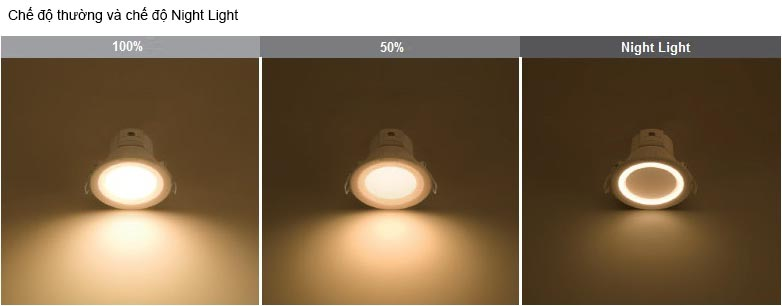 Chế độ thường và chế độ Night Light
100%
50%
Night Light